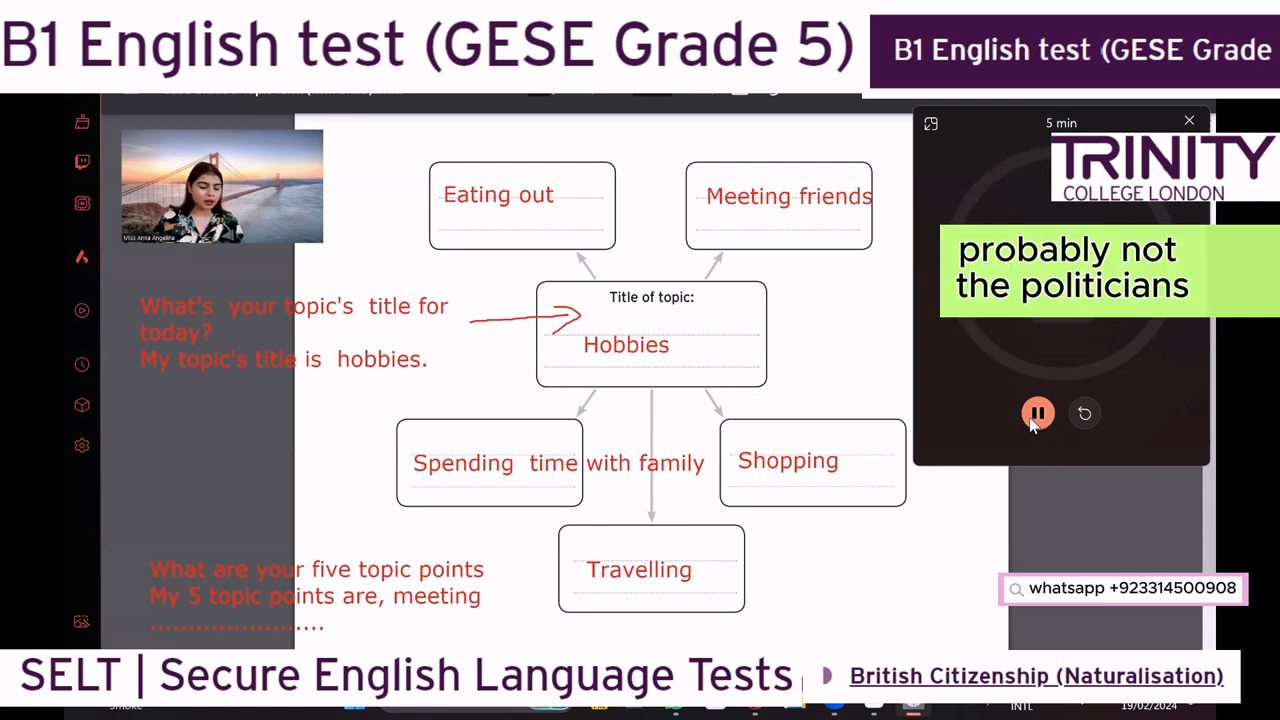 B1 English test (GESE Grade 5)
B1 English test (GESE Grade
5 min
TRINITY
COLLEGE LONDON
Miss Anna Angelina
Eating out
Meeting friends
probably not
the politicians
Title of topic:
Hobbies
What's your topic's title for
today?
My topic's title is hobbies.
Spending time with family
Shopping
Travelling
What are your five topic points
My 5 topic points are, meeting
.......................
whatsapp +923314500908
SELT | Secure English Language Tests
British Citizenship (Naturalisation)
Smoke
INTL
19/02/2024